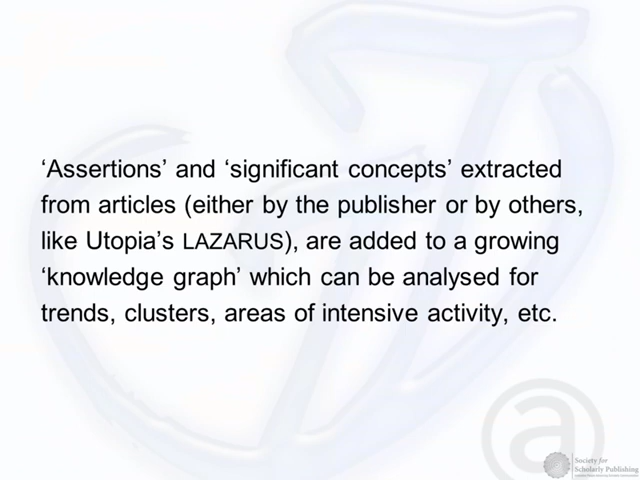 ‘Assertions’ and ‘significant concepts’ extracted
from articles (either by the publisher or by others,
like Utopia’s LAZARUS), are added to a growing
‘knowledge graph’ which can be analysed for
trends, clusters, areas of intensive activity, etc.
a
Society for
Scholarly Publishing